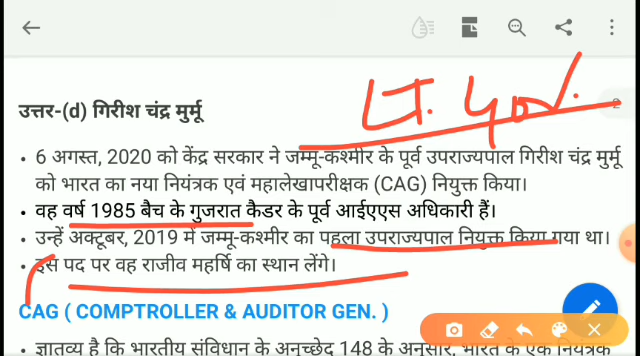 Lt. Gov.
उत्तर-(d) गिरीश चंद्र मुर्मू
• 6 अगस्त, 2020 को केंद्र सरकार ने जम्मू-कश्मीर के पूर्व उपराज्यपाल गिरीश चंद्र मुर्मू
को भारत का नया नियंत्रक एवं महालेखापरीक्षक (CAG) नियुक्त किया।
• वह वर्ष 1985 बैच के गुजरात कैडर के पूर्व आईएएस अधिकारी हैं।
• उन्हें अक्टूबर, 2019 में जम्मू-कश्मीर का पहला उपराज्यपाल नियुक्त किया गया था।
• इस पद पर वह राजीव महर्षि का स्थान लेंगे।
CAG ( COMPTROLLER & AUDITOR GEN. )
• ज्ञातव्य है कि भारतीय संविधान के अनुच्छेद 148 के अनुसार, भारत के एक नियंत्रक